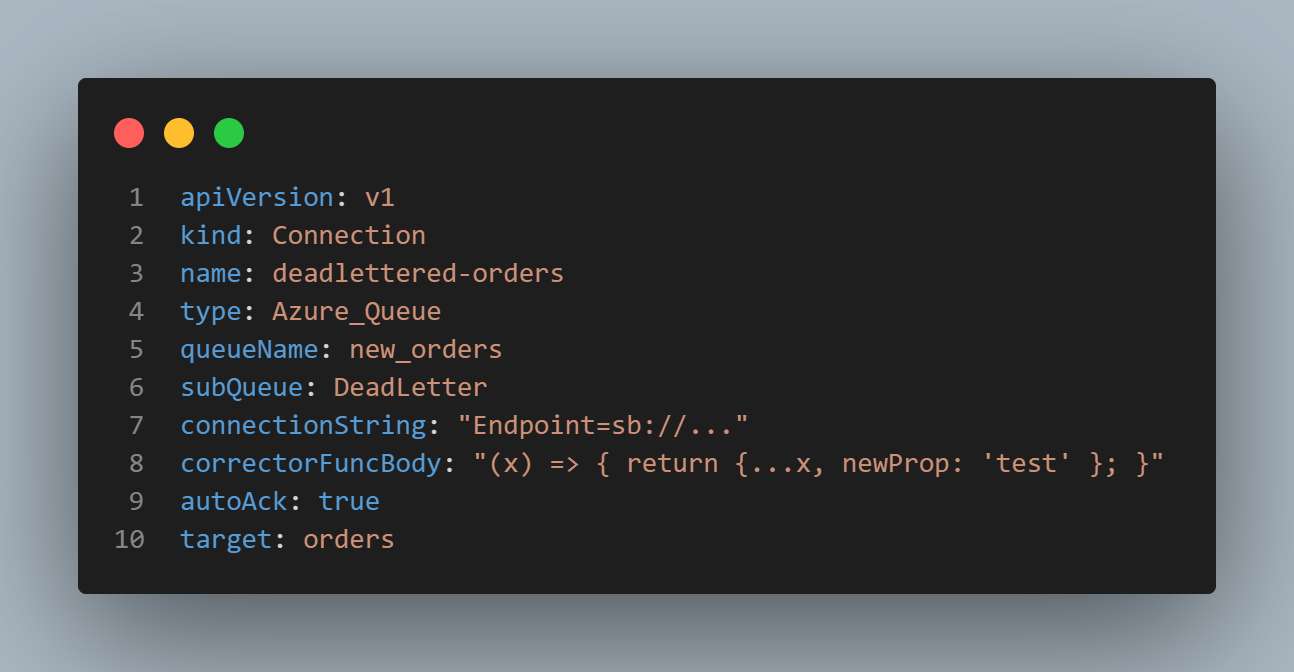 1 apiVersion: v1
2 kind: Connection
3 name: deadlettered-orders
4 type: Azure_Queue
5 queueName: new_orders
6 subQueue: DeadLetter
7 connectionString: "Endpoint=sb://..."
8 correctorFuncBody: "(x) => { return {...x, newProp: 'test' }; }"
9 autoAck: true
10 target: orders